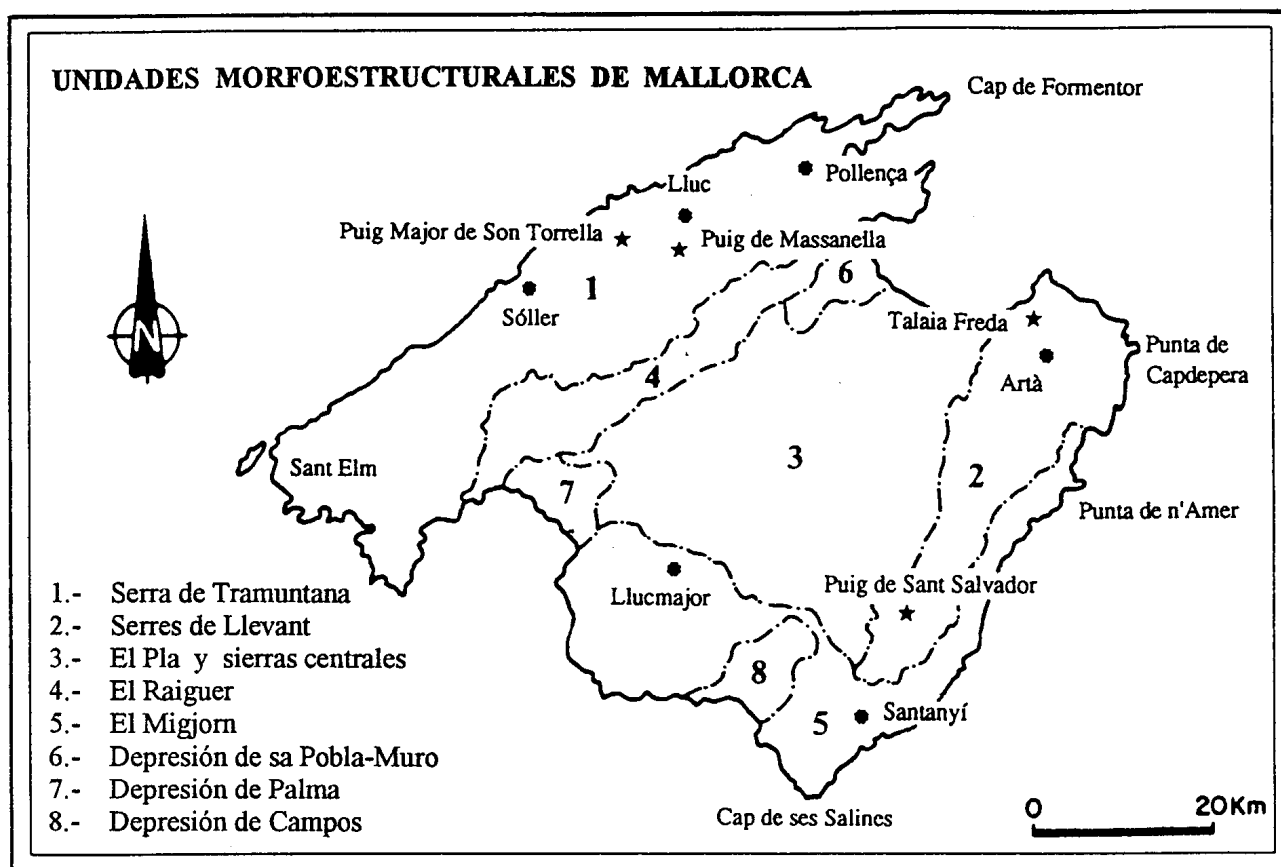 UNIDADES MORFOESTRUCTURALES DE MALLORCA
Cap de Formentor
Pollença
Lluc
Puig Major de Son Torrella
Puig de Massanella
6
1
Sóller
Talaia Freda
Punta de
Capdepera
Artà
4
3
Sant Elm
2
7
Punta de n'Amer
N
Puig de Sant Salvador
Llucmajor
8
5
Santanyí
Cap de ses Salines
1.- Serra de Tramuntana
2.- Serres de Llevant
3.- El Pla y sierras centrales
4.- El Raiguer
5.- El Migjorn
6.- Depresión de sa Pobla-Muro
7.- Depresión de Palma
8.- Depresión de Campos
0 20Km